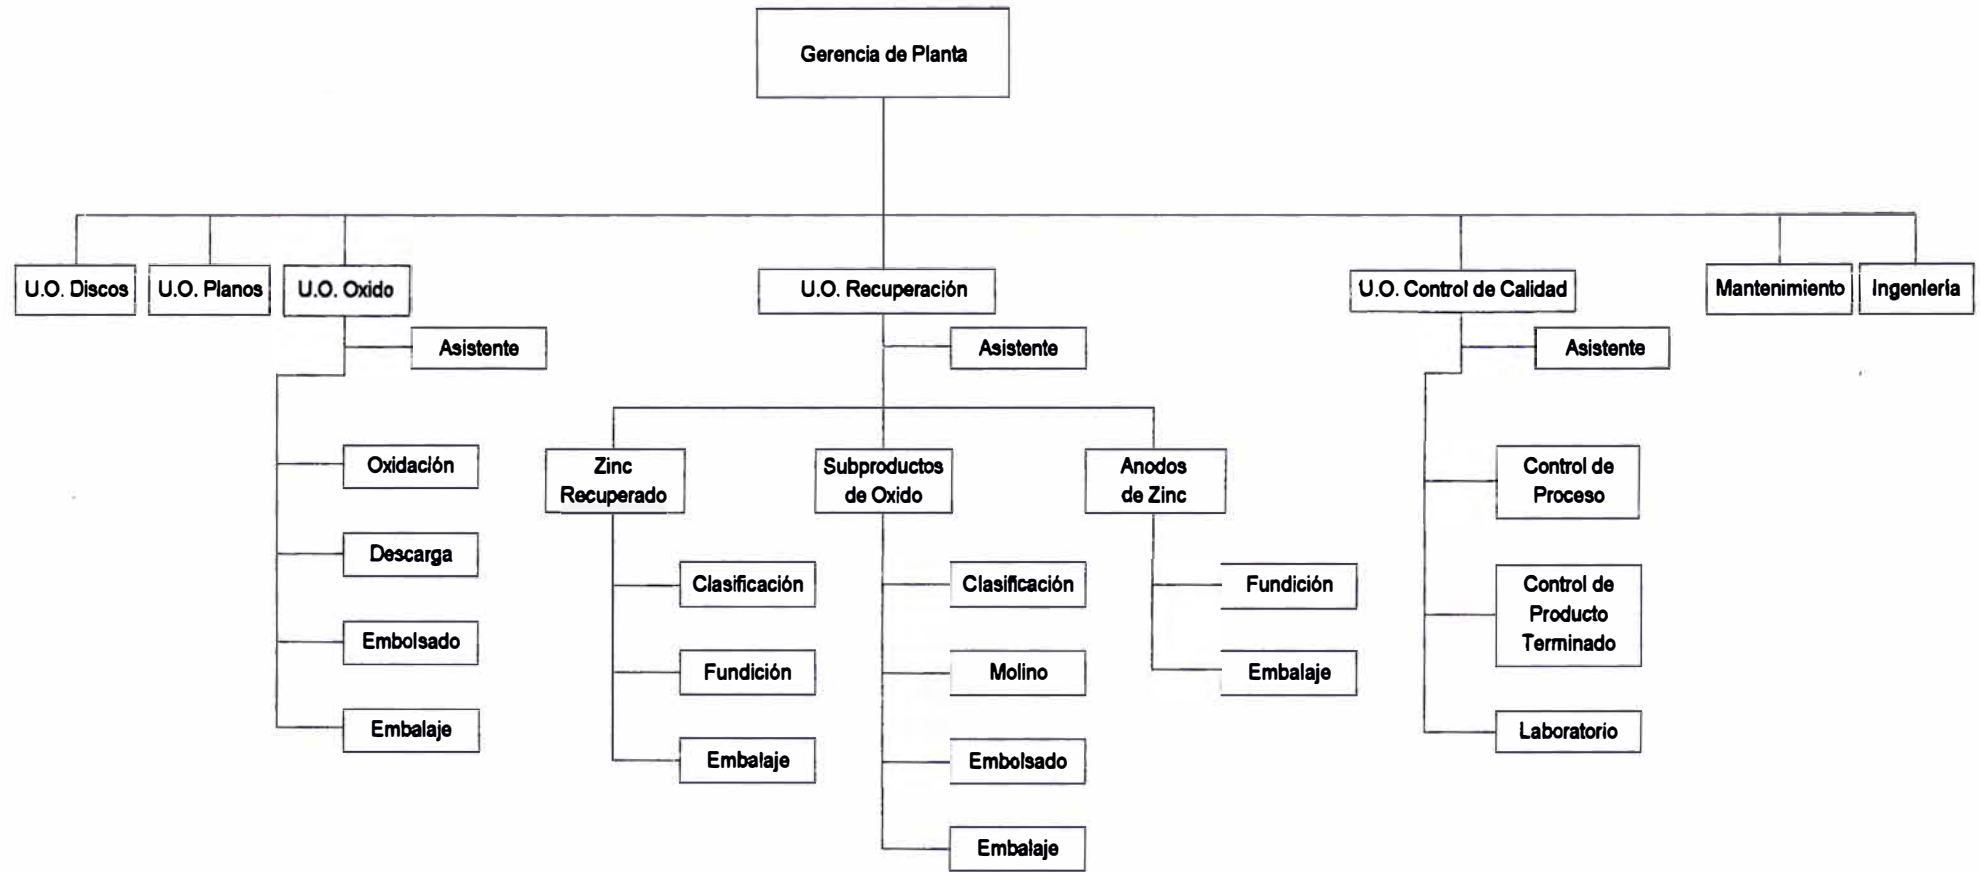 Gerencia de Planta
U.O. Discos
U.O. Planos
U.O. Oxido
U.O. Recuperación
U.O. Control de Calidad
Mantenimiento
Ingeniería
Asistente
Asistente
Asistente
Oxidación
Descarga
Embolsado
Embalaje
Zinc
Recuperado
Clasificación
Fundición
Embalaje
Subproductos
de Oxido
Clasificación
Molino
Embolsado
Embalaje
Anodos
de Zinc
Fundición
Embalaje
Control de
Proceso
Control de
Producto
Terminado
Laboratorio